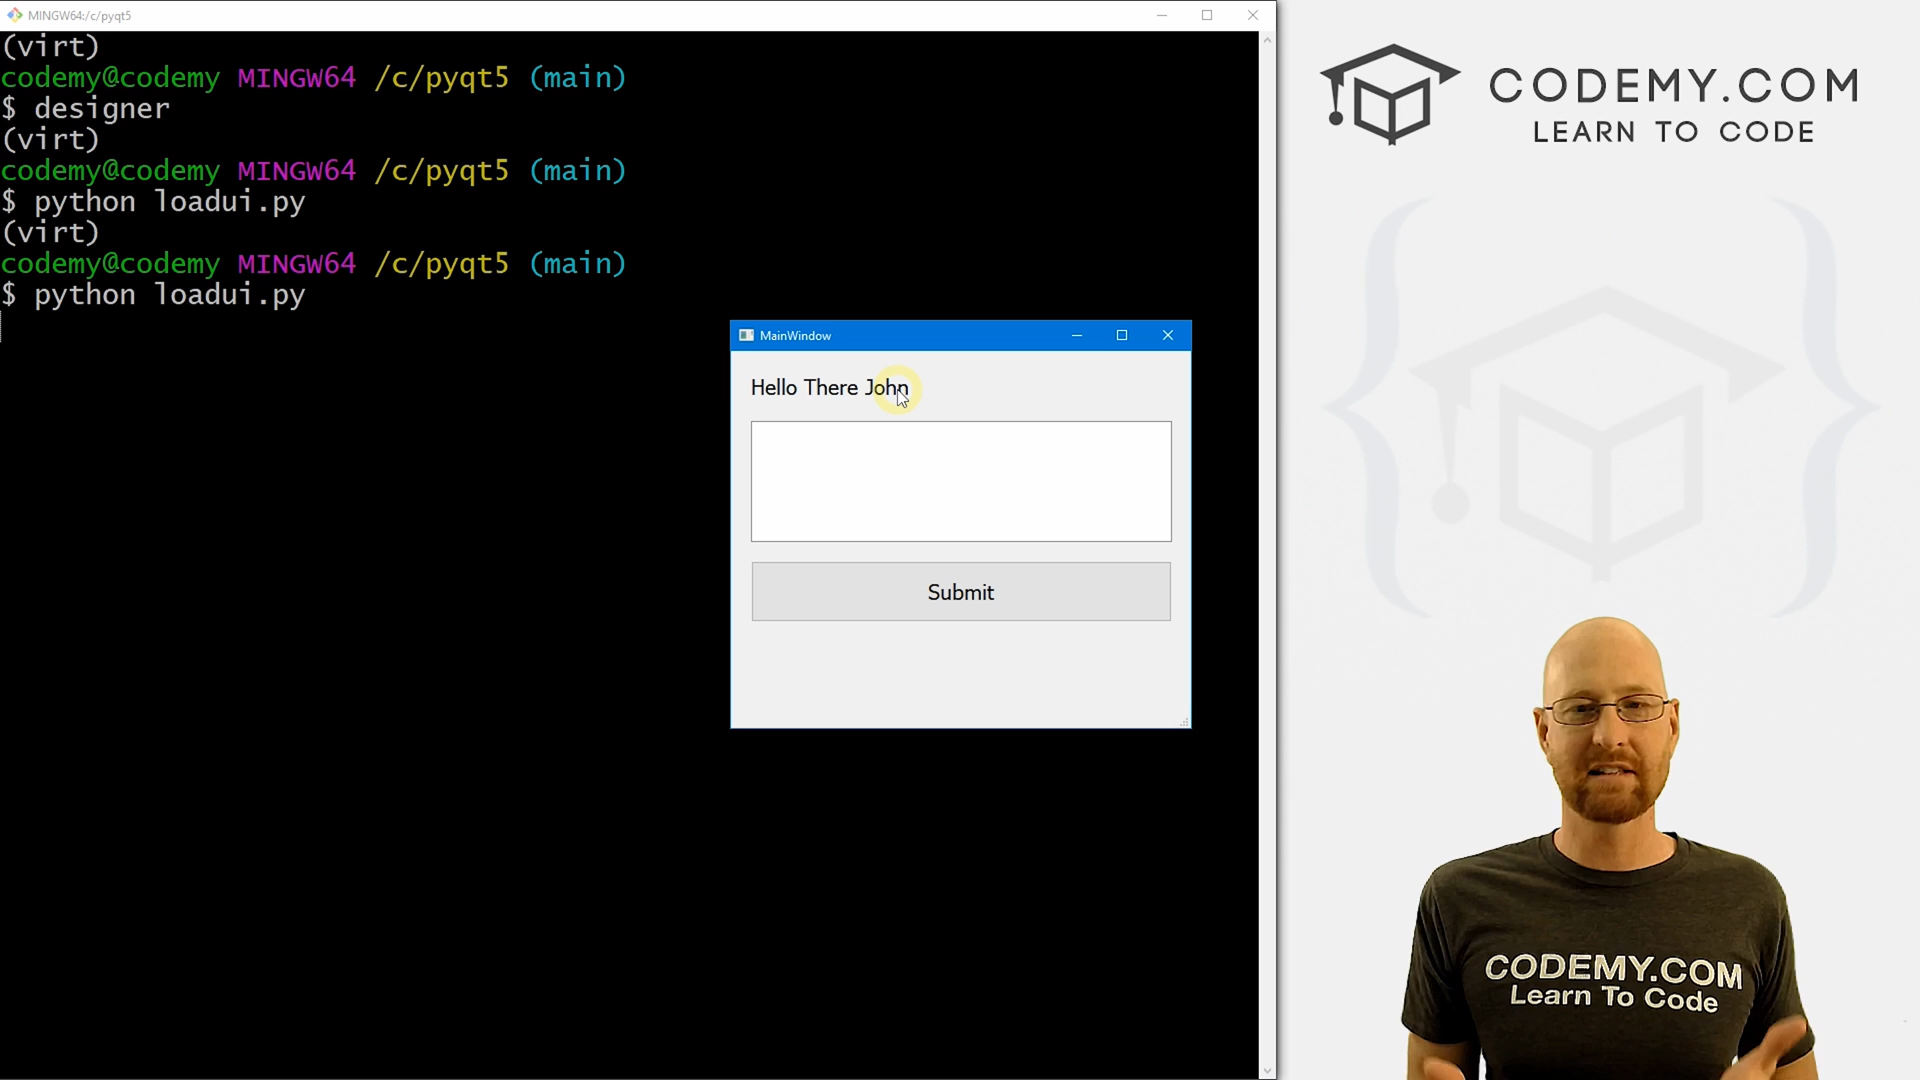 MINGW64:/c/pyqt5
(virt)
codemy@codemy MINGW64 /c/pyqt5 (main)
$ designer
(virt)
codemy@codemy MINGW64 /c/pyqt5 (main)
$ python loadui.py
(virt)
codemy@codemy MINGW64 /c/pyqt5 (main)
$ python loadui.py
MainWindow
Hello There John
Submit
CODEMY.COM
LEARN TO CODE
CODEMY.COM
Learn To Code